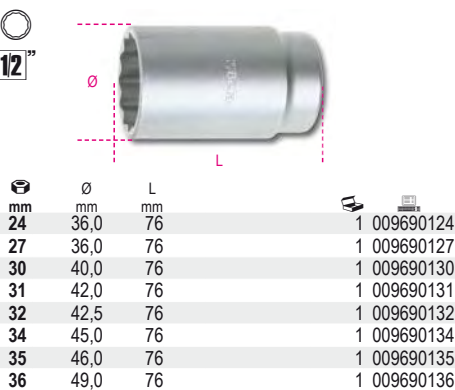 1/2”
Ø
L
Ø L
mm mm mm
24 36,0 76 1 009690124
27 36,0 76 1 009690127
30 40,0 76 1 009690130
31 42,0 76 1 009690131
32 42,5 76 1 009690132
34 45,0 76 1 009690134
35 46,0 76 1 009690135
36 49,0 76 1 009690136